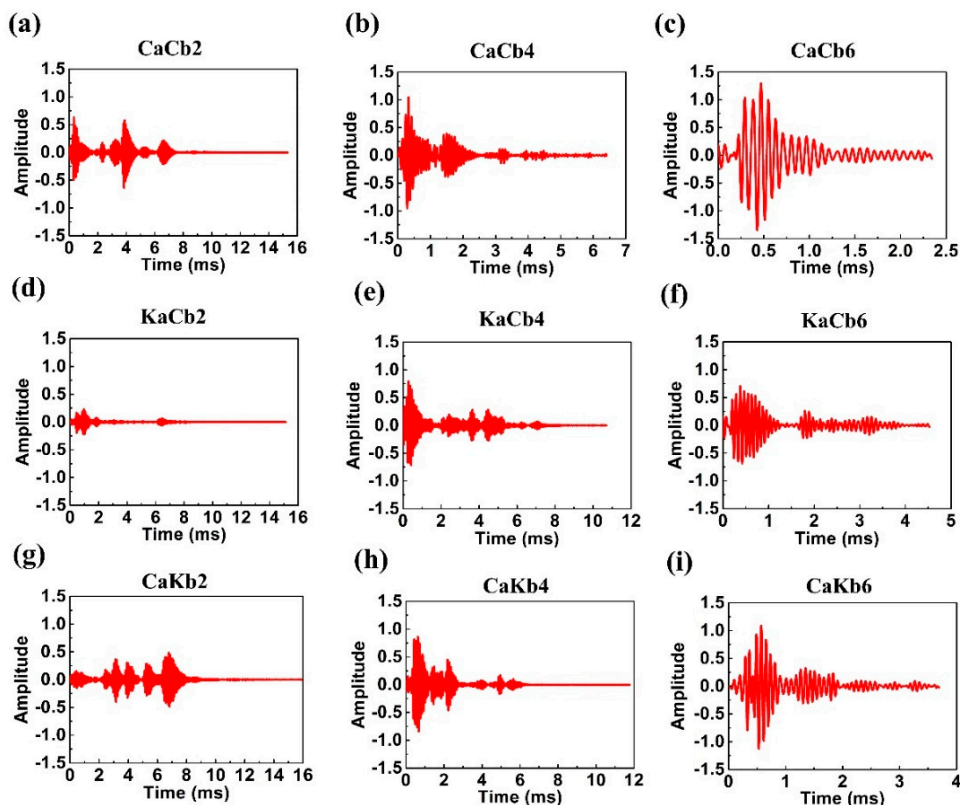 (a) (b) (c)
CaCb2 CaCb4 CaCb6
1.5 1.5 1.5
1.0 1.0 1.0
0.5 0.5 0.5
0.0 0.0 0.0
-0.5 -0.5 -0.5
-1.0 -1.0 -1.0
-1.5 -1.5 -1.5
Amplitude Amplitude Amplitude
0 2 4 6 8 10 12 14 16 0 1 2 3 4 5 6 7 0.0 0.5 1.0 1.5 2.0 2.5
Time (ms) Time (ms) Time (ms)
(d) (e) (f)
KaCb2 KaCb4 KaCb6
1.5 1.5 1.5
1.0 1.0 1.0
0.5 0.5 0.5
0.0 0.0 0.0
-0.5 -0.5 -0.5
-1.0 -1.0 -1.0
-1.5 -1.5 -1.5
Amplitude Amplitude Amplitude
0 2 4 6 8 10 12 14 16 0 2 4 6 8 10 12 0 1 2 3 4 5
Time (ms) Time (ms) Time (ms)
(g) (h) (i)
CaKb2 CaKb4 CaKb6
1.5 1.5 1.5
1.0 1.0 1.0
0.5 0.5 0.5
0.0 0.0 0.0
-0.5 -0.5 -0.5
-1.0 -1.0 -1.0
-1.5 -1.5 -1.5
Amplitude Amplitude Amplitude
0 2 4 6 8 10 12 14 16 0 2 4 6 8 10 12 0 1 2 3 4
Time (ms) Time (ms) Time (ms)